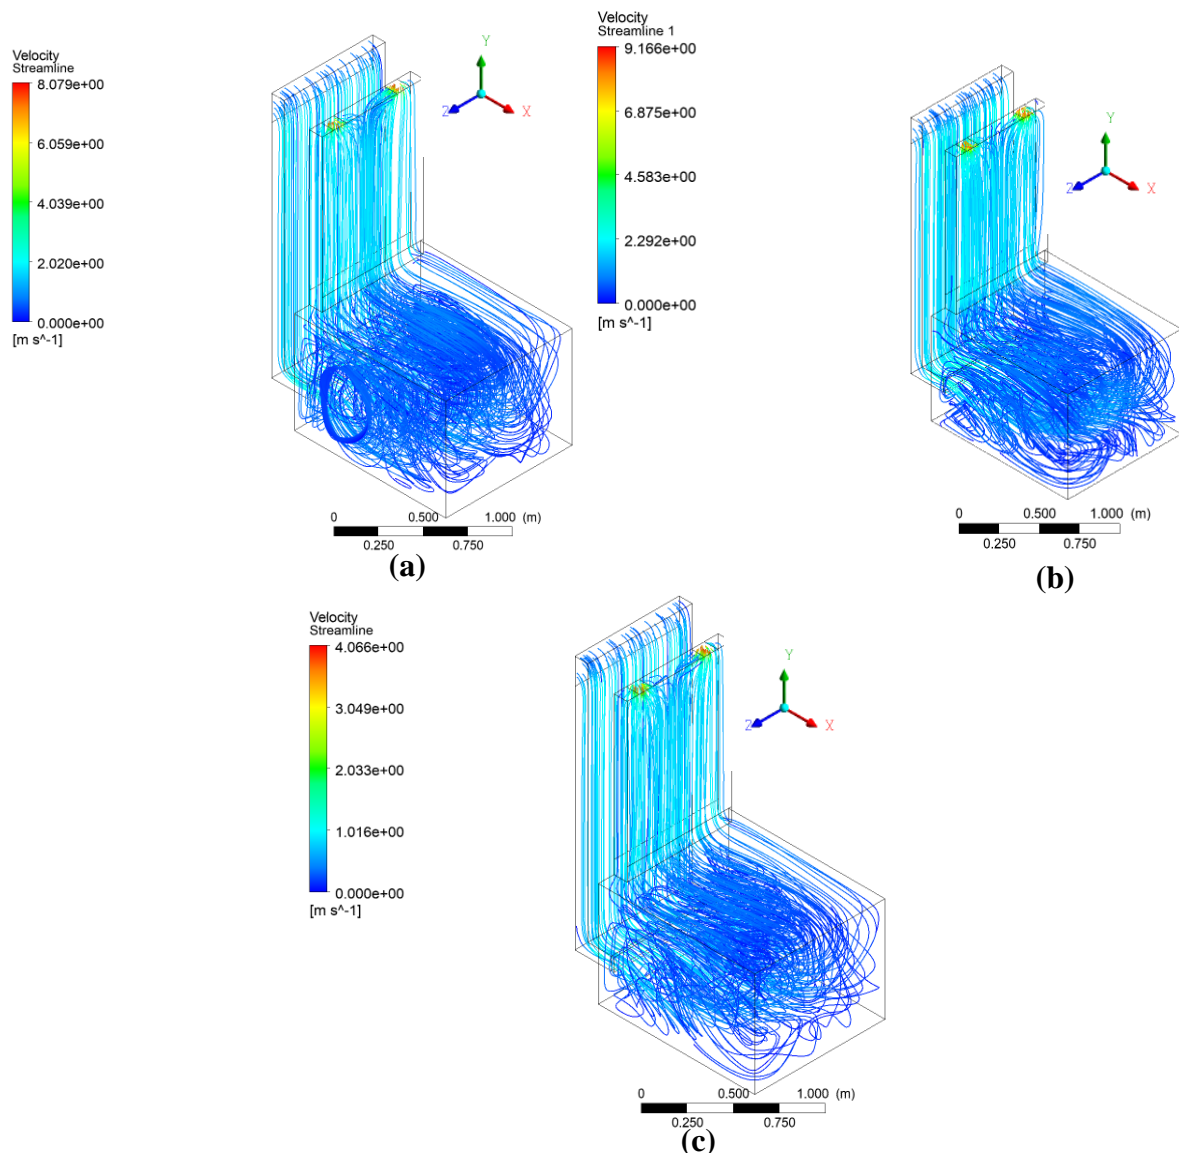 Velocity
Streamline
8.079e+00
6.059e+00
4.039e+00
2.020e+00
0.000e+00
[m s^-1]
Y
Z
X
0 0.500 1.000 (m)
0.250 0.750
(a)
Velocity
Streamline 1
9.166e+00
6.875e+00
4.583e+00
2.292e+00
0.000e+00
[m s^-1]
Y
Z
X
0 0.500 1.000 (m)
0.250 0.750
(b)
Velocity
Streamline
4.066e+00
3.049e+00
2.033e+00
1.016e+00
0.000e+00
[m s^-1]
Y
Z
X
0 0.500 1.000 (m)
0.250 0.750
(c)